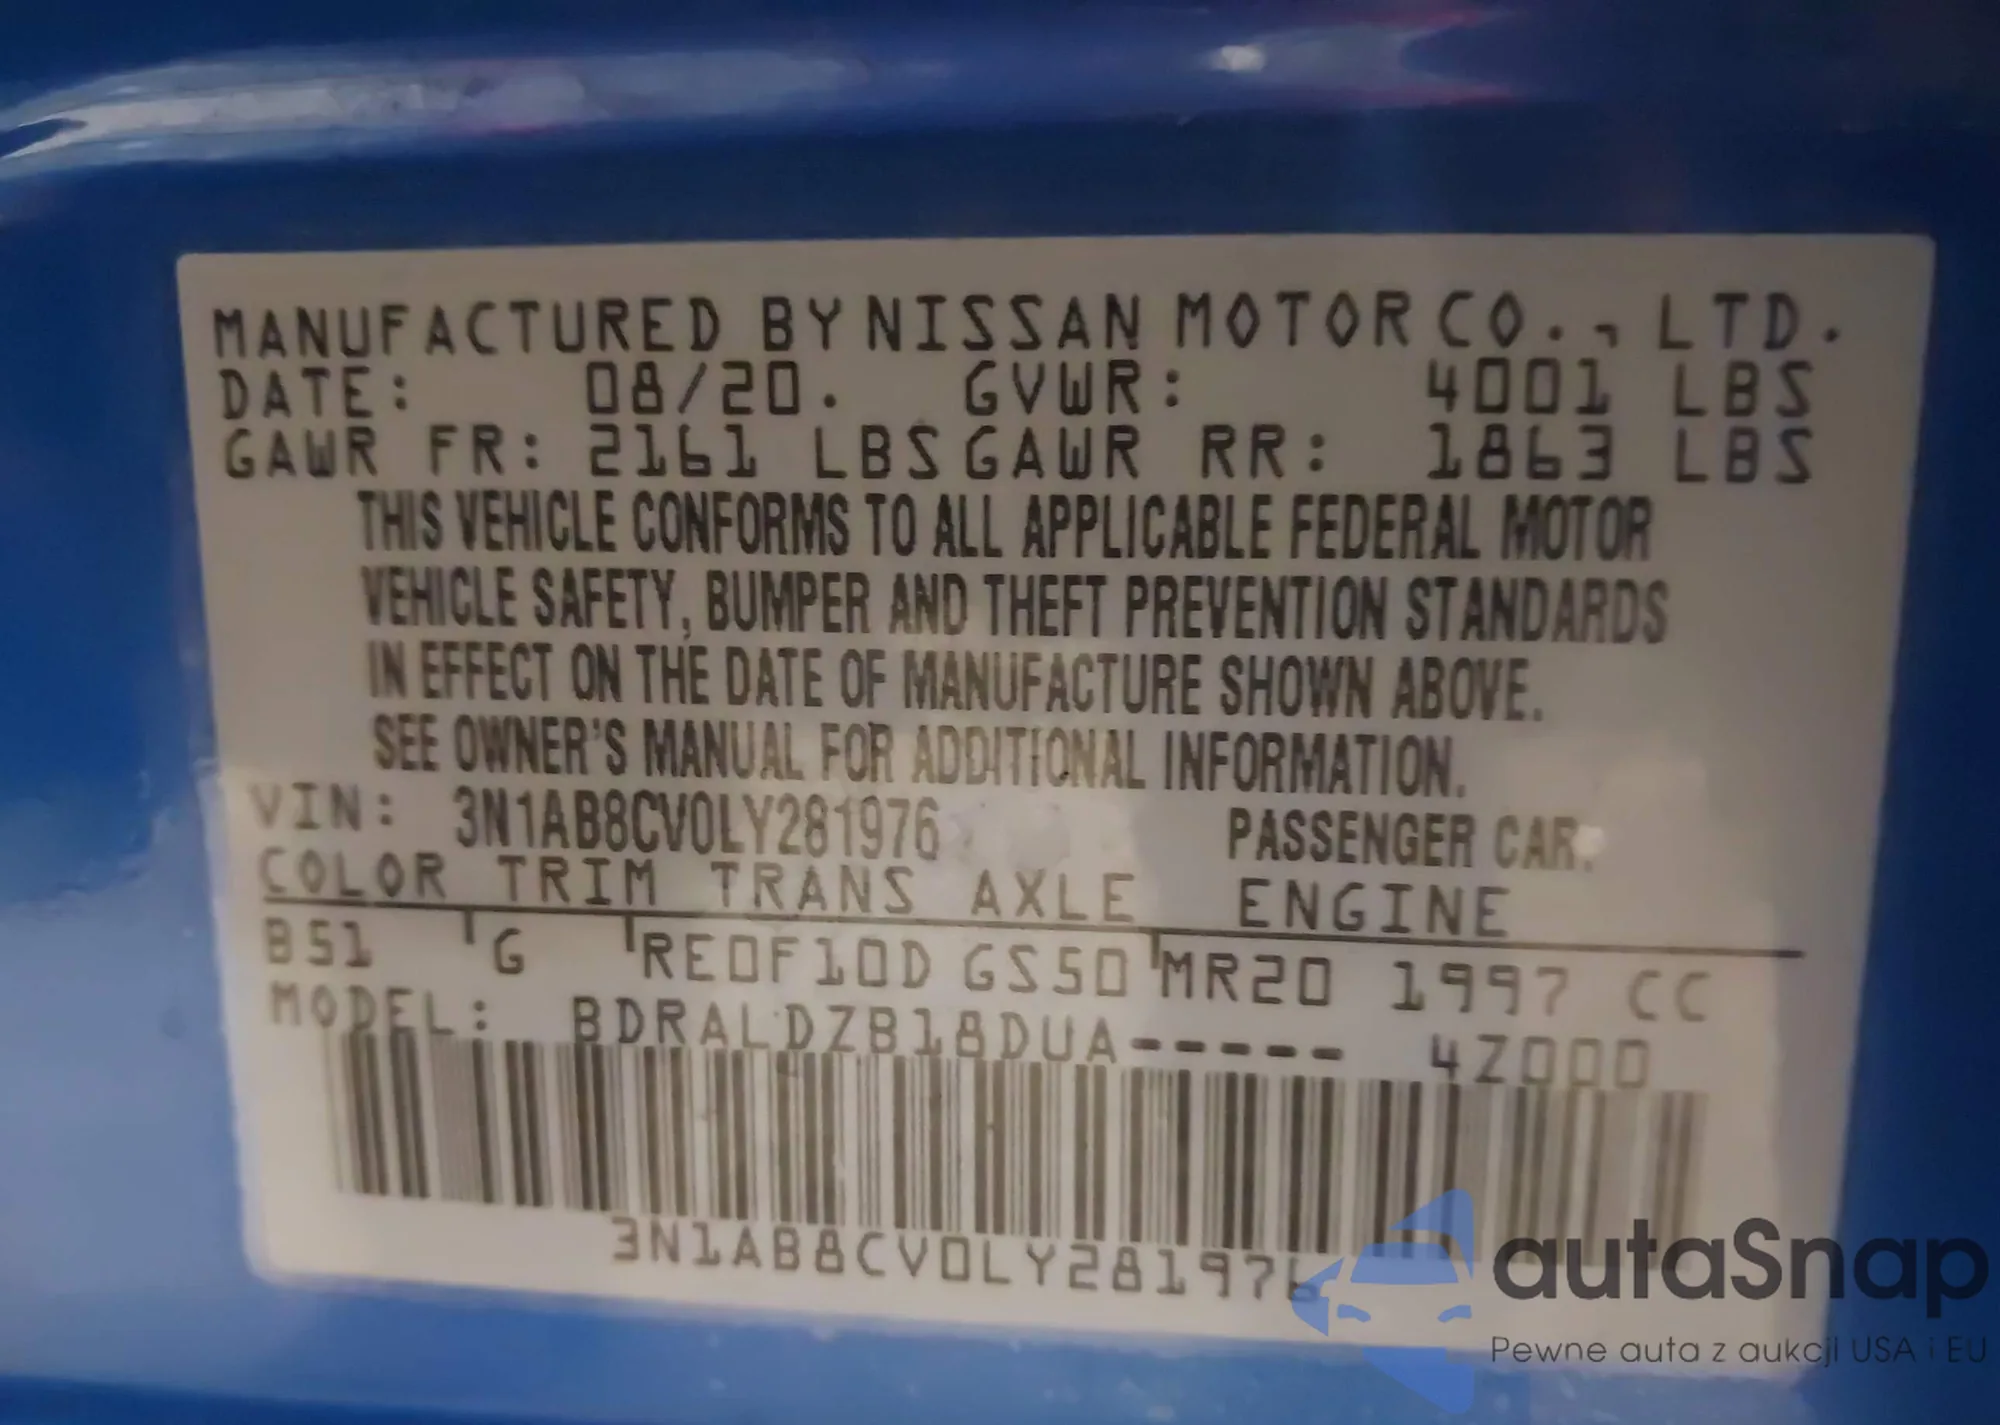 MANUFACTURED BY NISSAN MOTOR CO., LTD.
DATE: 08/20. GVWR: 4001 LBS
GAWR FR: 2161 LBS GAWR RR: 1863 LBS
THIS VEHICLE CONFORMS TO ALL APPLICABLE FEDERAL MOTOR
VEHICLE SAFETY, BUMPER AND THEFT PREVENTION STANDARDS
IN EFFECT ON THE DATE OF MANUFACTURE SHOWN ABOVE.
SEE OWNER'S MANUAL FOR ADDITIONAL INFORMATION.
VIN: 3N1AB8CV0LY281976 PASSENGER CAR.
COLOR TRIM TRANS AXLE ENGINE
B51 G RE0F10D GS50 MR20 1997 CC
MODEL: BDRALDZB18DUA----- 4Z000
3N1AB8CV0LY281976
autaSnap
Pewne auta z aukcji USA i EU